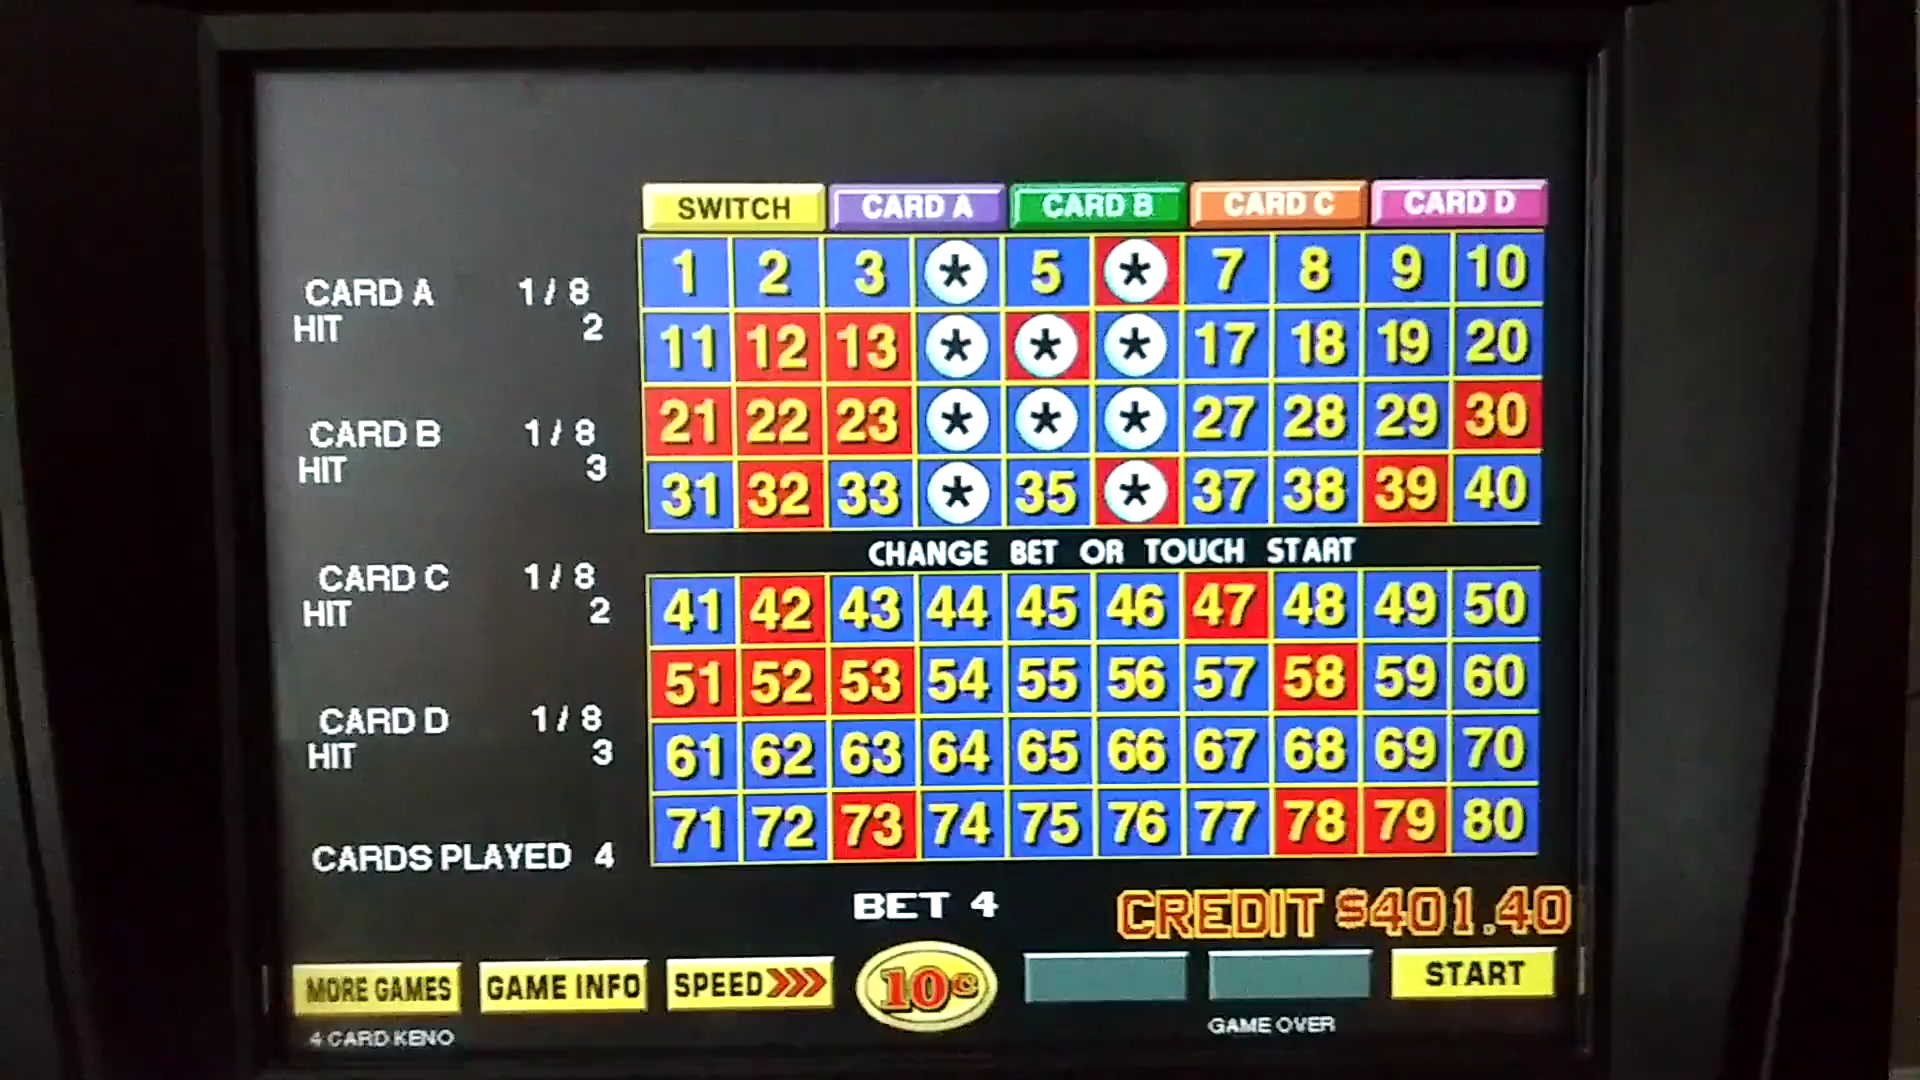 SWITCH CARD A CARD B CARD C CARD D
1 2 3 * 5 * 7 8 9 10
11 12 13 * * * 17 18 19 20
21 22 23 * * * 27 28 29 30
31 32 33 * 35 * 37 38 39 40
CARD A 1/8
HIT 2
CARD B 1/8
HIT 3
CARD C 1/8
HIT 2
CARD D 1/8
HIT 3
CARDS PLAYED 4
CHANGE BET OR TOUCH START
41 42 43 44 45 46 47 48 49 50
51 52 53 54 55 56 57 58 59 60
61 62 63 64 65 66 67 68 69 70
71 72 73 74 75 76 77 78 79 80
BET 4 CREDIT $401.40
MORE GAMES GAME INFO SPEED>>> 10¢ START
4 CARD KENO GAME OVER